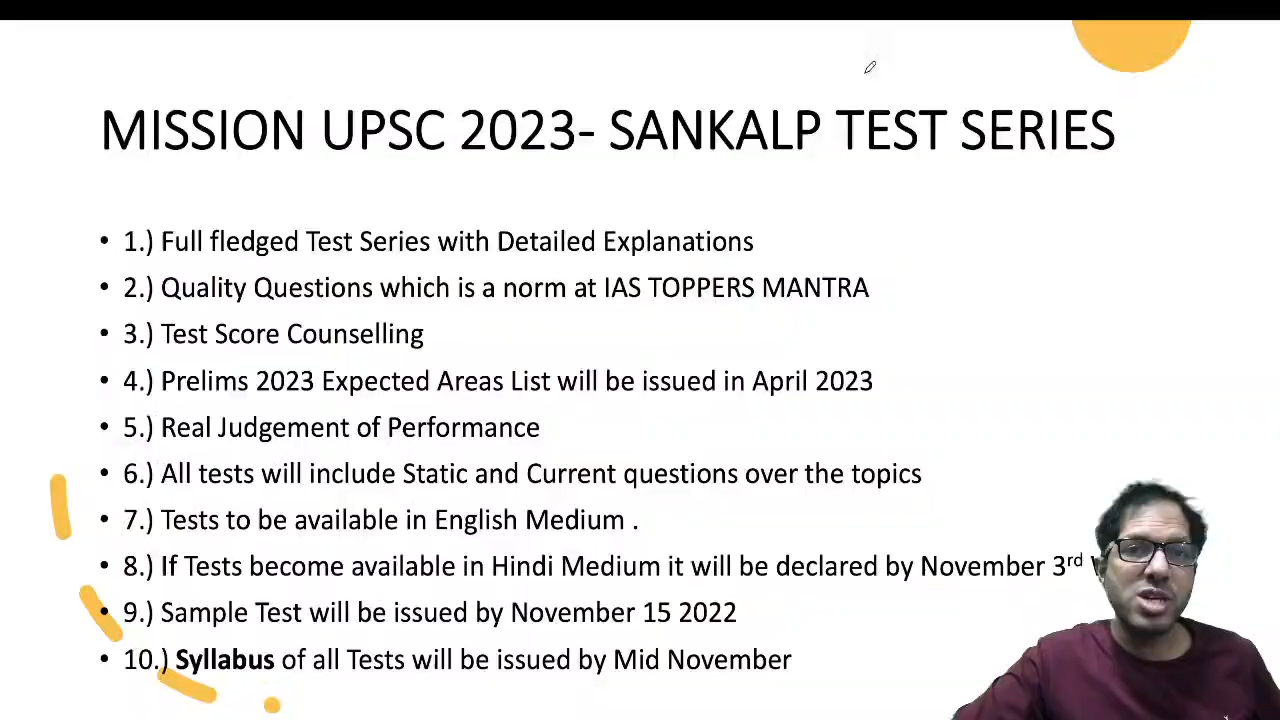 MISSION UPSC 2023- SANKALP TEST SERIES
• 1.) Full fledged Test Series with Detailed Explanations
• 2.) Quality Questions which is a norm at IAS TOPPERS MANTRA
• 3.) Test Score Counselling
• 4.) Prelims 2023 Expected Areas List will be issued in April 2023
• 5.) Real Judgement of Performance
• 6.) All tests will include Static and Current questions over the topics
• 7.) Tests to be available in English Medium .
• 8.) If Tests become available in Hindi Medium it will be declared by November 3rd
• 9.) Sample Test will be issued by November 15 2022
• 10.) Syllabus of all Tests will be issued by Mid November